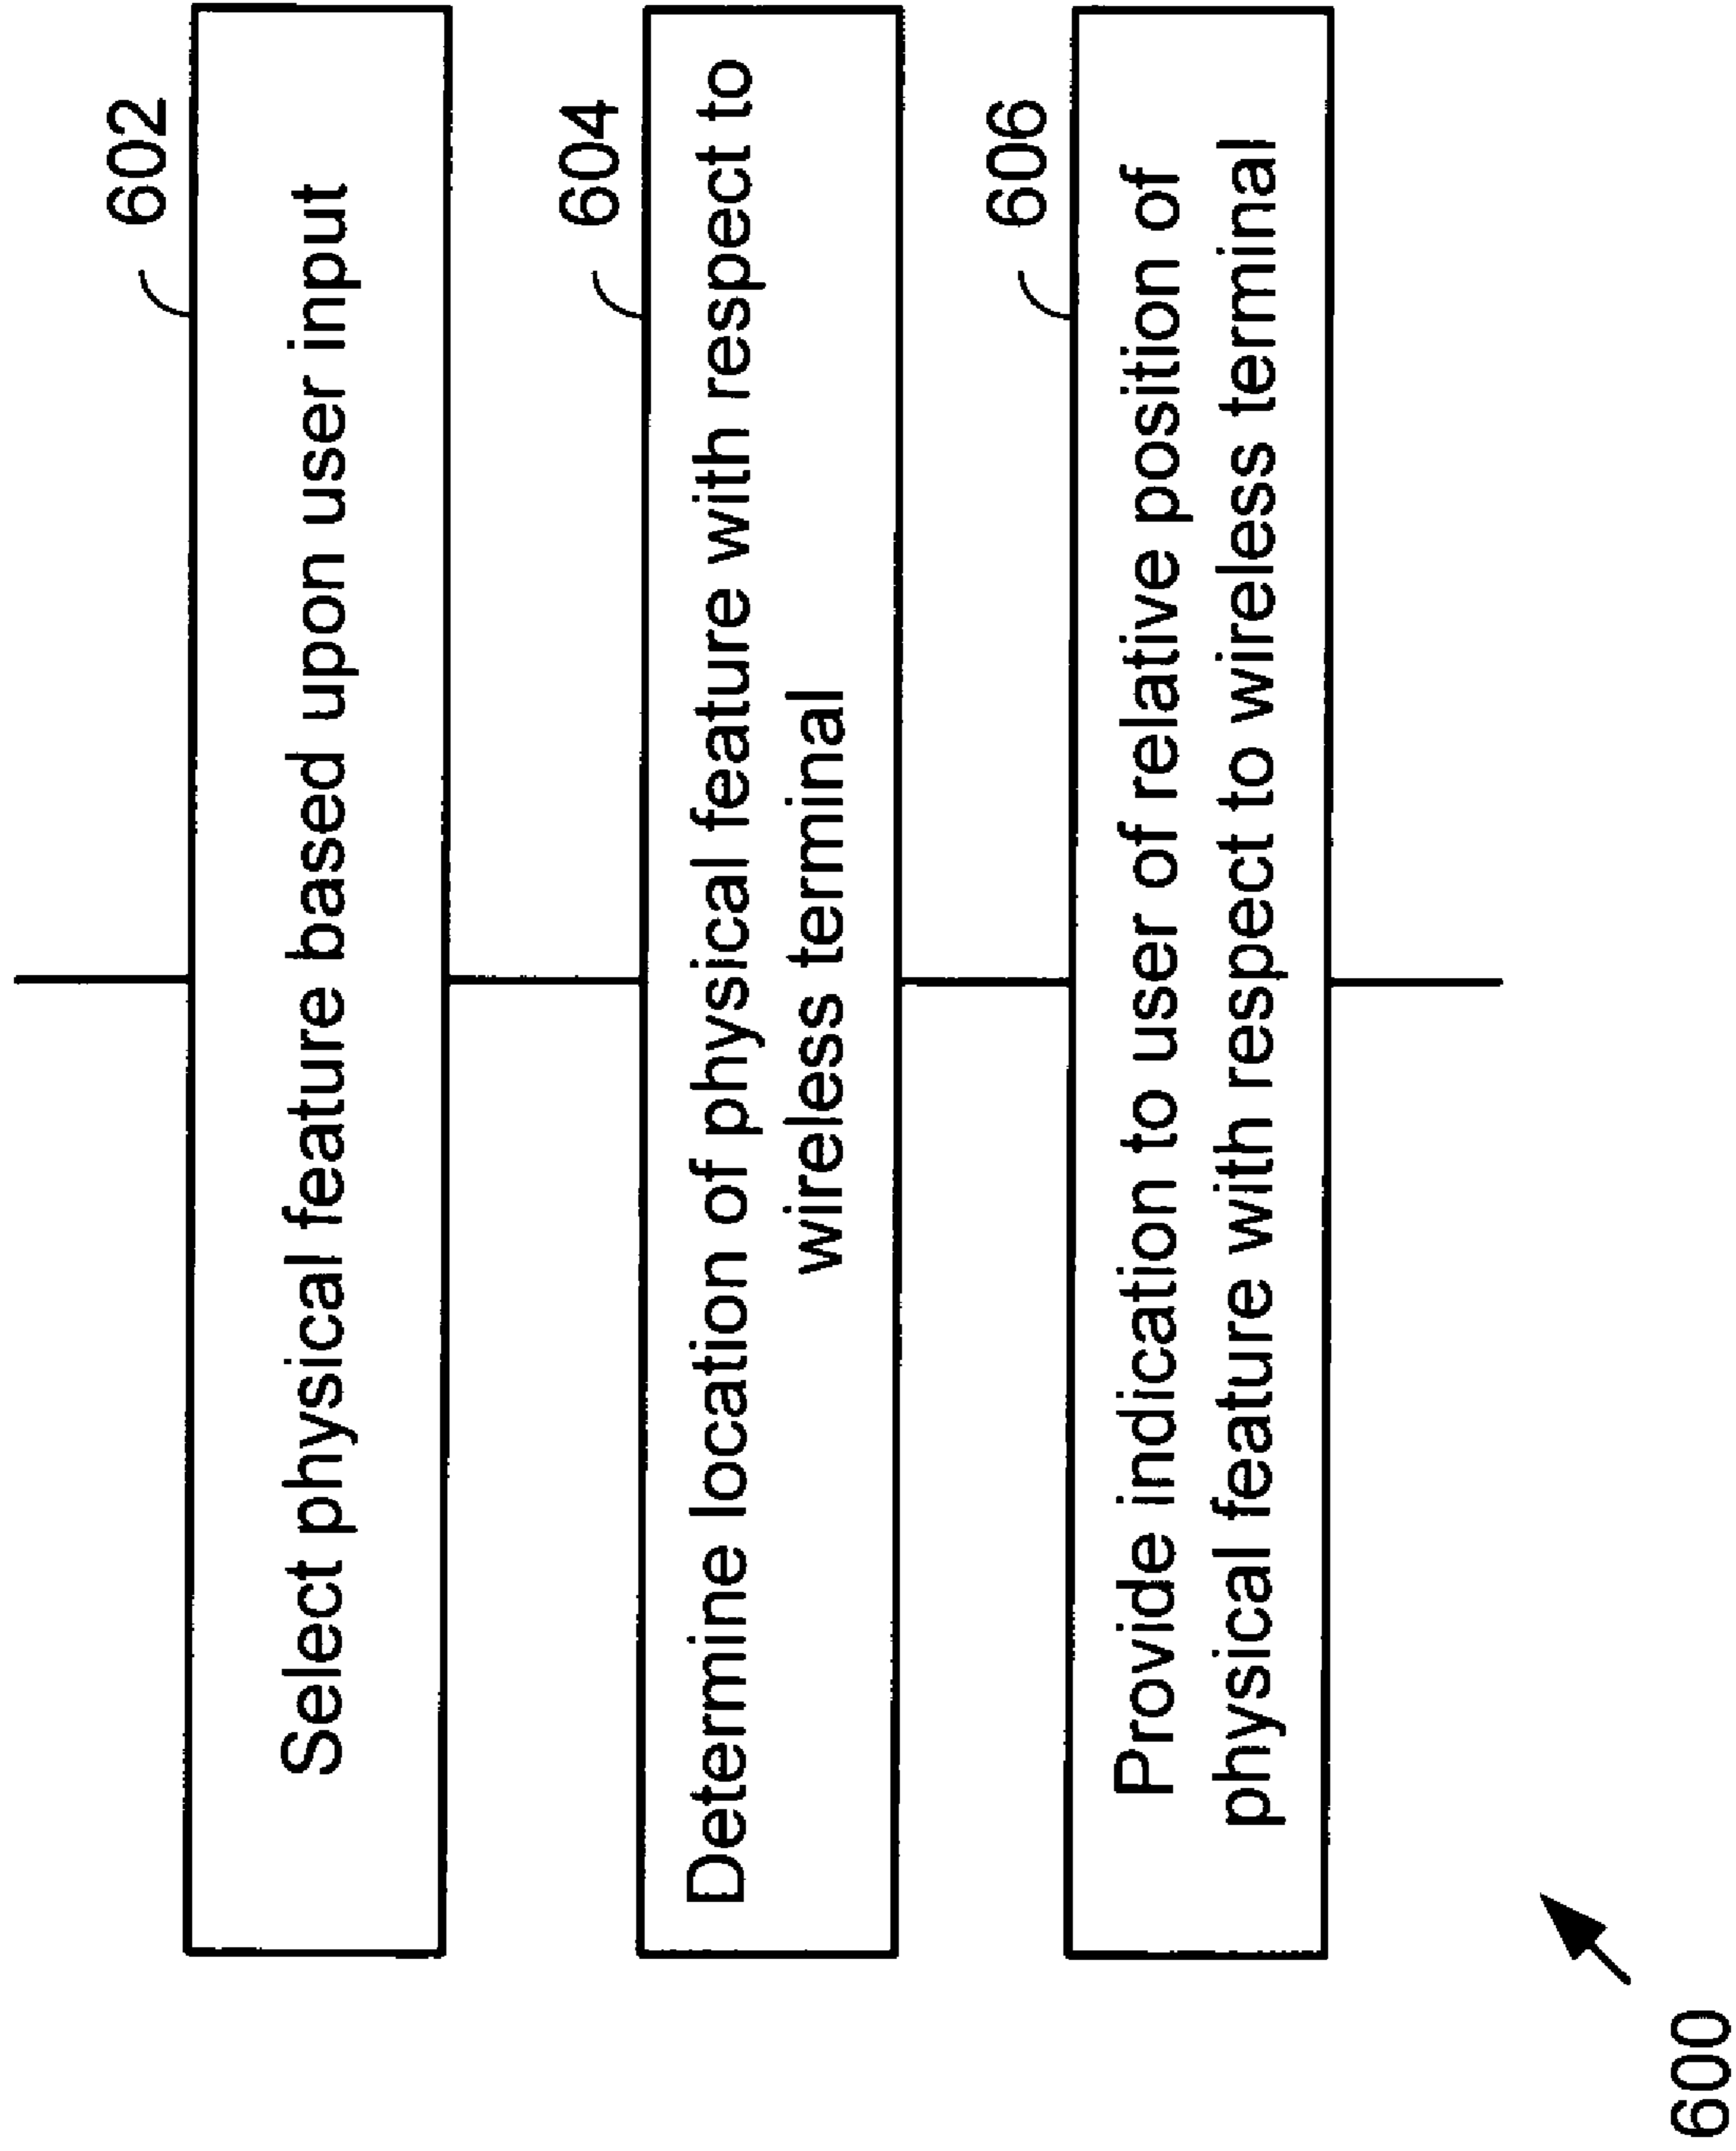 602
Select physical feature based upon user input
604
Determine location of physical feature with respect to
wireless terminal
606
Provide indication to user of relative position of
physical feature with respect to wireless terminal
600